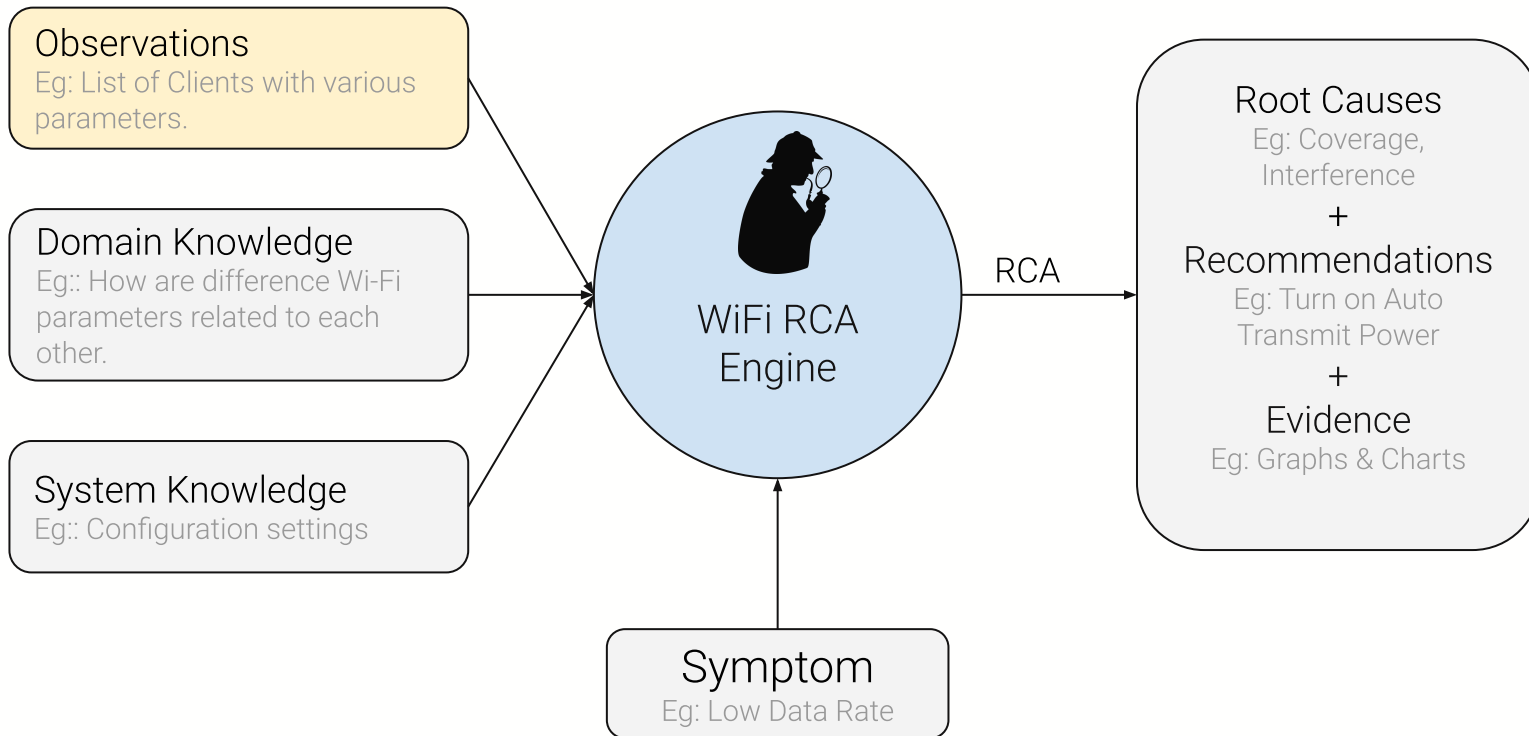 Observations
Eg: List of Clients with various
parameters.
Domain Knowledge
Eg:: How are difference Wi-Fi
parameters related to each
other.
System Knowledge
Eg:: Configuration settings
WiFi RCA
Engine
Symptom
Eg: Low Data Rate
RCA
Root Causes
Eg: Coverage,
Interference
+
Recommendations
Eg: Turn on Auto
Transmit Power
+
Evidence
Eg: Graphs & Charts